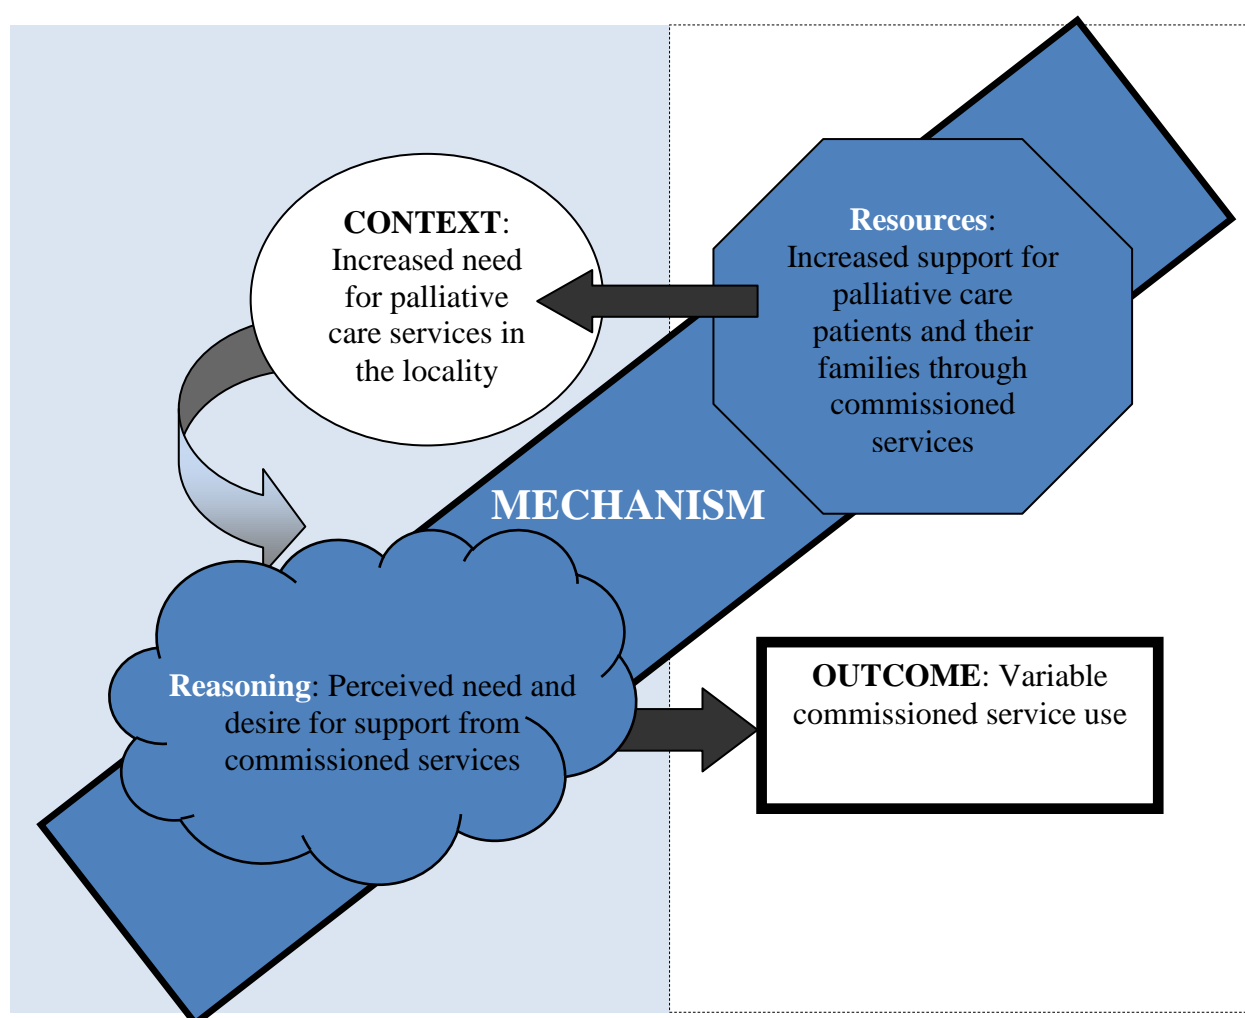 CONTEXT:
Increased need
for palliative
care services in
the locality
Resources:
Increased support for
palliative care
patients and their
families through
commissioned
services
MECHANISM
Reasoning: Perceived need and
desire for support from
commissioned services
OUTCOME: Variable
commissioned service use